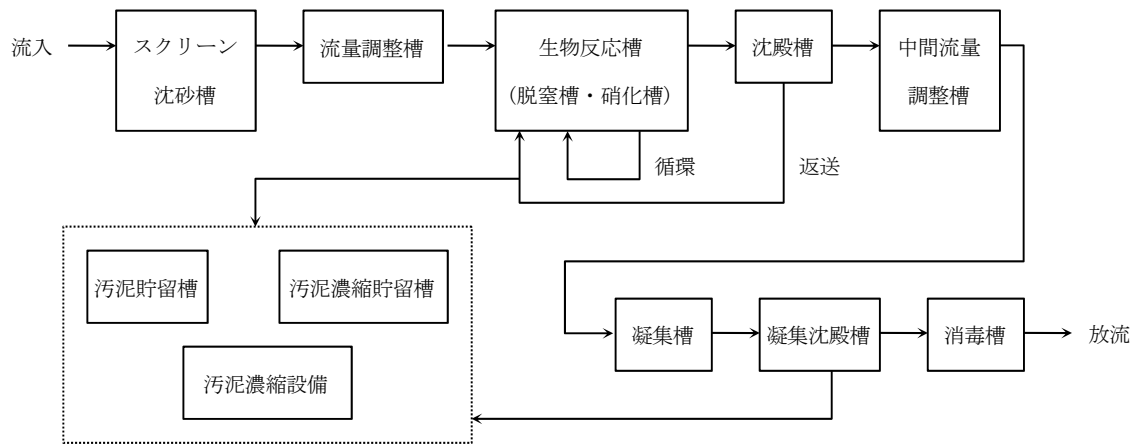 流入
スクリーン
沈砂槽
流量調整槽
生物反応槽
(脱窒槽・硝化槽)
沈殿槽
中間流量
調整槽
循環
返送
汚泥貯留槽
汚泥濃縮貯留槽
汚泥濃縮設備
凝集槽
凝集沈殿槽
消毒槽
放流